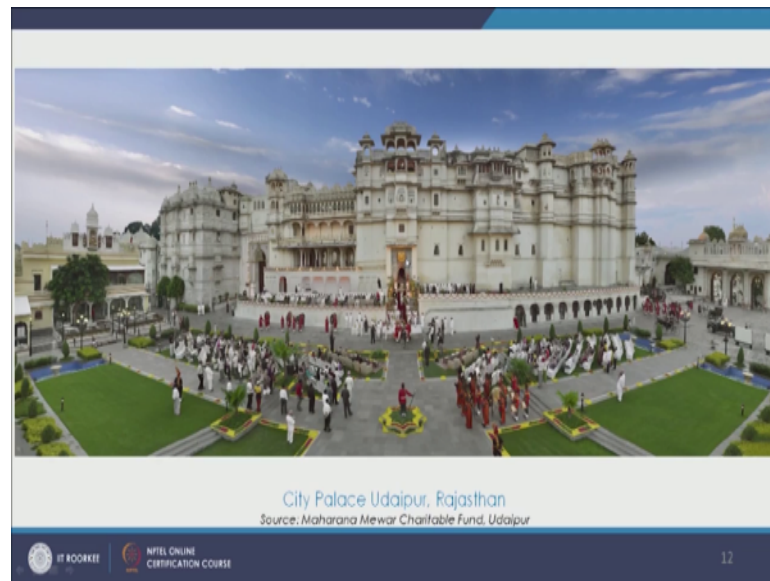 City Palace Udaipur, Rajasthan
Source: Maharana Mewar Charitable Fund, Udaipur
IIT ROORKEE
NPTEL ONLINE
CERTIFICATION COURSE
12